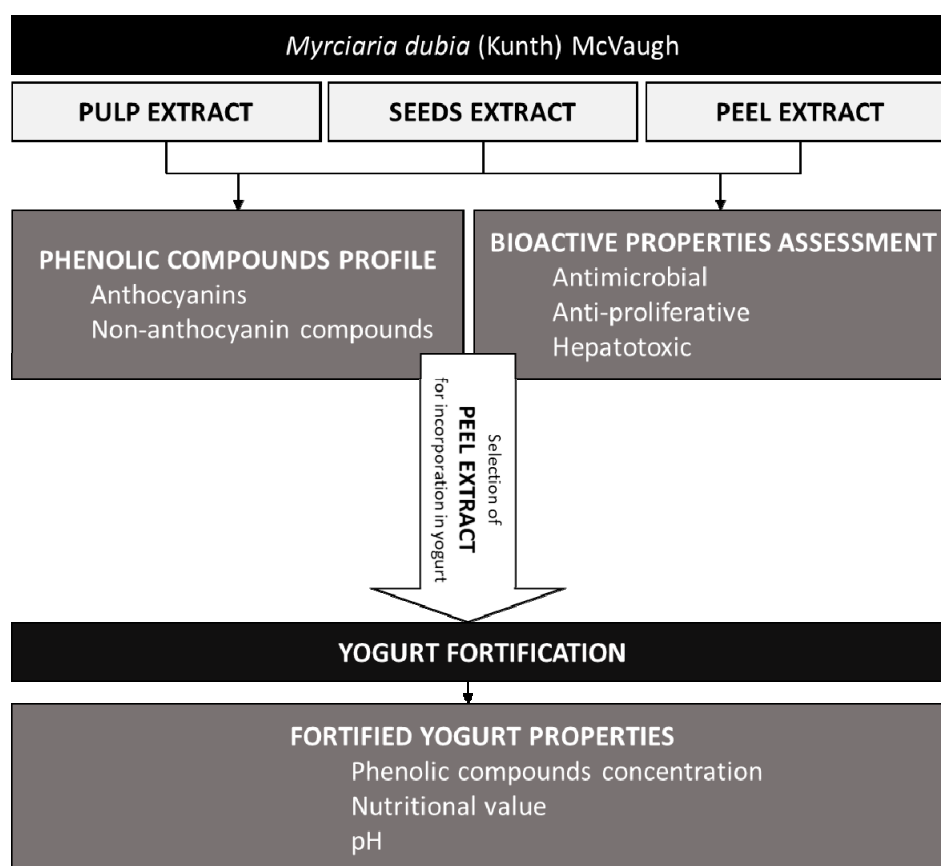 Myrciaria dubia (Kunth) McVaugh
PULP EXTRACT
SEEDS EXTRACT
PEEL EXTRACT
PHENOLIC COMPOUNDS PROFILE
Anthocyanins
Non-anthocyanin compounds
BIOACTIVE PROPERTIES ASSESSMENT
Antimicrobial
Anti-proliferative
Hepatotoxic
Selection of
PEEL EXTRACT
for incorporation in yogurt
YOGURT FORTIFICATION
FORTIFIED YOGURT PROPERTIES
Phenolic compounds concentration
Nutritional value
pH